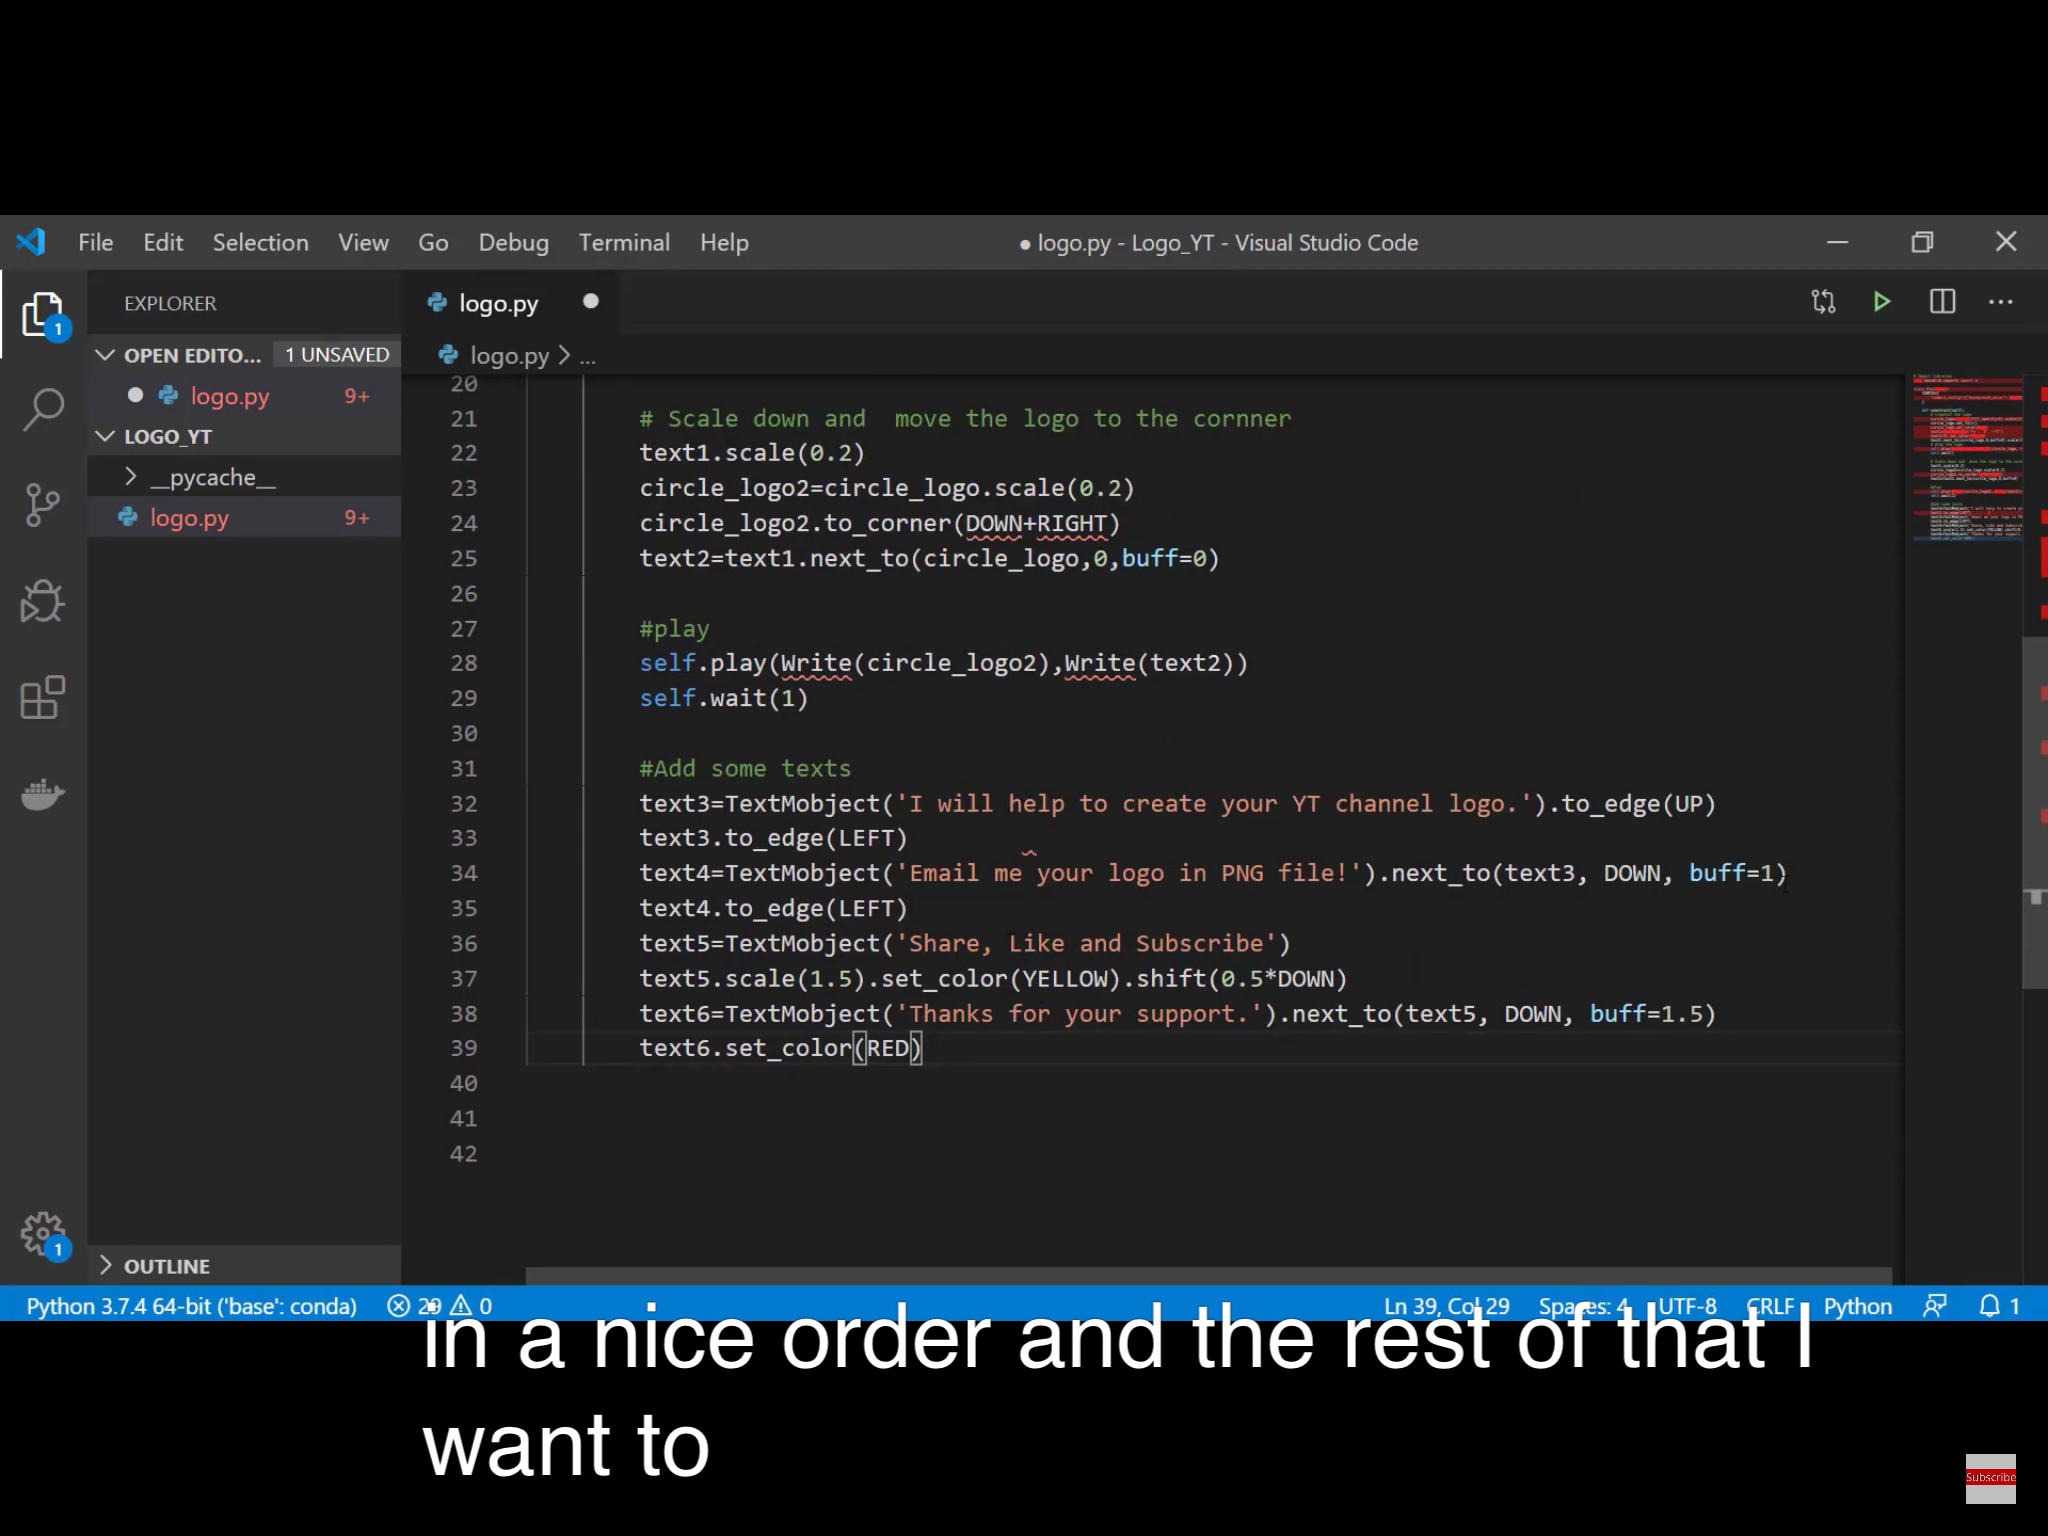 File Edit Selection View Go Debug Terminal Help
● logo.py - Logo_YT - Visual Studio Code
EXPLORER
OPEN EDITO... 1 UNSAVED
logo.py 9+
LOGO_YT
__pycache__
logo.py 9+
OUTLINE
1
1
logo.py
logo.py > ...
20
21 # Scale down and  move the logo to the cornner
22 text1.scale(0.2)
23 circle_logo2=circle_logo.scale(0.2)
24 circle_logo2.to_corner(DOWN+RIGHT)
25 text2=text1.next_to(circle_logo,0,buff=0)
26
27 #play
28 self.play(Write(circle_logo2),Write(text2))
29 self.wait(1)
30
31 #Add some texts
32 text3=TextMobject('I will help to create your YT channel logo.').to_edge(UP)
33 text3.to_edge(LEFT)
34 text4=TextMobject('Email me your logo in PNG file!').next_to(text3, DOWN, buff=1)
35 text4.to_edge(LEFT)
36 text5=TextMobject('Share, Like and Subscribe')
37 text5.scale(1.5).set_color(YELLOW).shift(0.5*DOWN)
38 text6=TextMobject('Thanks for your support.').next_to(text5, DOWN, buff=1.5)
39 text6.set_color(RED)
40
41
42
Python 3.7.4 64-bit ('base': conda) 29 0 Ln 39, Col 29 Spaces: 4 UTF-8 CRLF Python 1
in a nice order and the rest of that I
want to
Subscribe